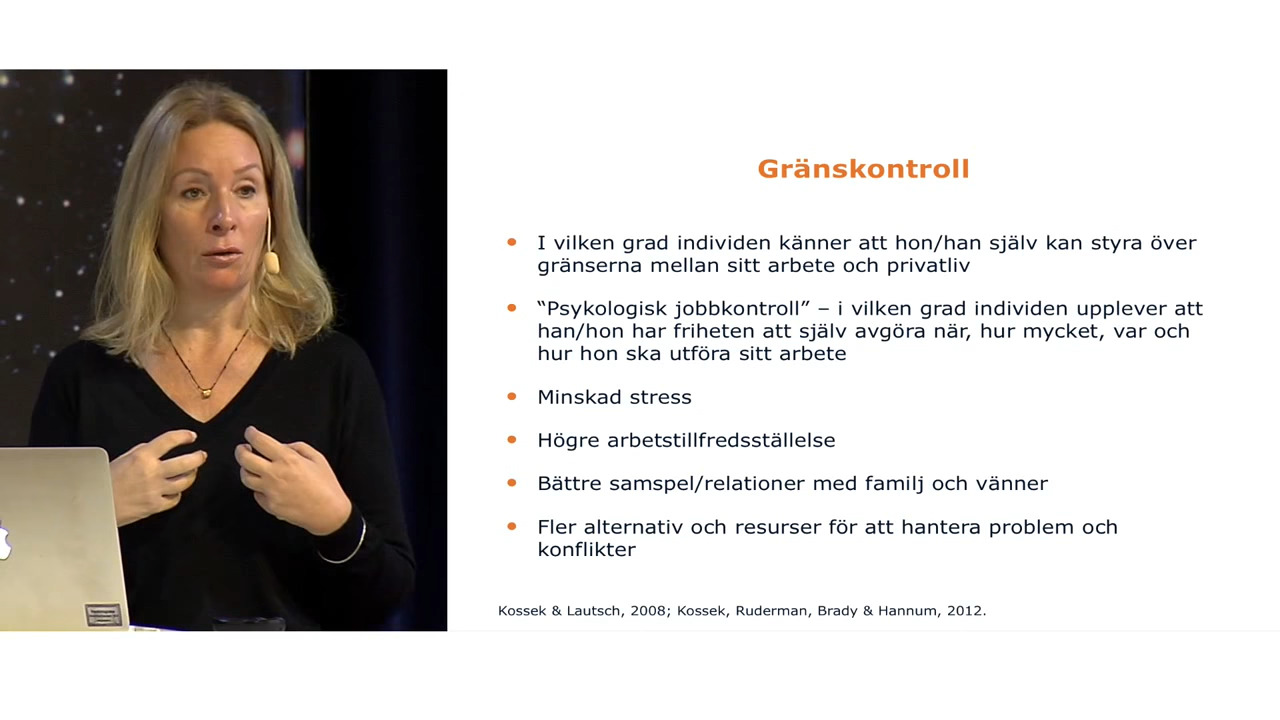 Gränskontroll
I vilken grad individen känner att hon/han själv kan styra över
gränserna mellan sitt arbete och privatliv
“Psykologisk jobbkontroll” – i vilken grad individen upplever att
han/hon har friheten att själv avgöra när, hur mycket, var och
hur hon ska utföra sitt arbete
Minskad stress
Högre arbetstillfredsställelse
Bättre samspel/relationer med familj och vänner
Fler alternativ och resurser för att hantera problem och
konflikter
Kossek & Lautsch, 2008; Kossek, Ruderman, Brady & Hannum, 2012.